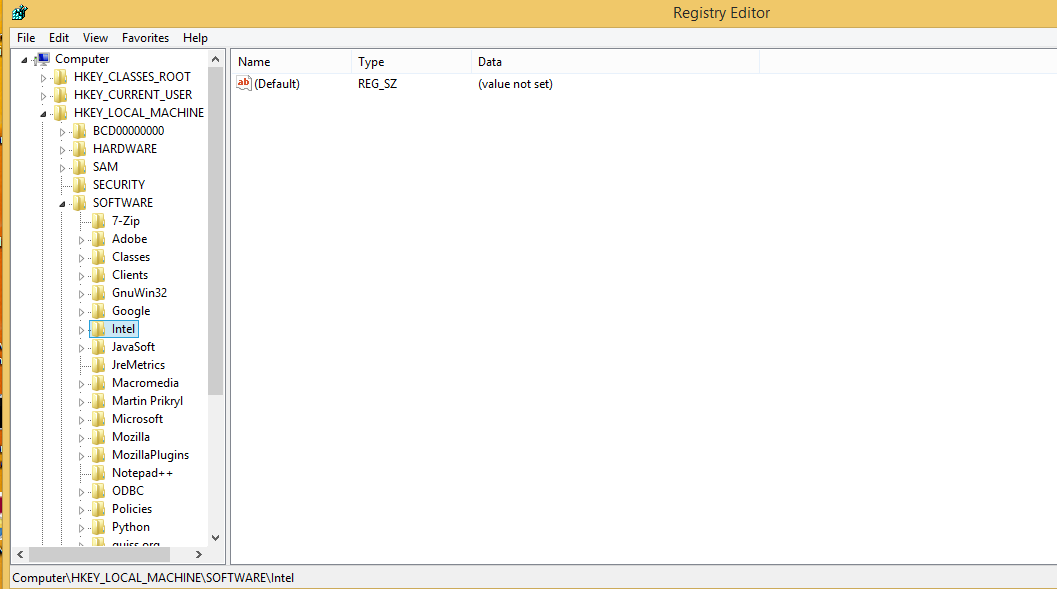 Registry Editor
File Edit View Favorites Help
Computer
HKEY_CLASSES_ROOT
HKEY_CURRENT_USER
HKEY_LOCAL_MACHINE
BCD00000000
HARDWARE
SAM
SECURITY
SOFTWARE
7-Zip
Adobe
Classes
Clients
GnuWin32
Google
Intel
JavaSoft
JreMetrics
Macromedia
Martin Prikryl
Microsoft
Mozilla
MozillaPlugins
Notepad++
ODBC
Policies
Python
Name Type Data
ab (Default) REG_SZ (value not set)
Computer\HKEY_LOCAL_MACHINE\SOFTWARE\Intel